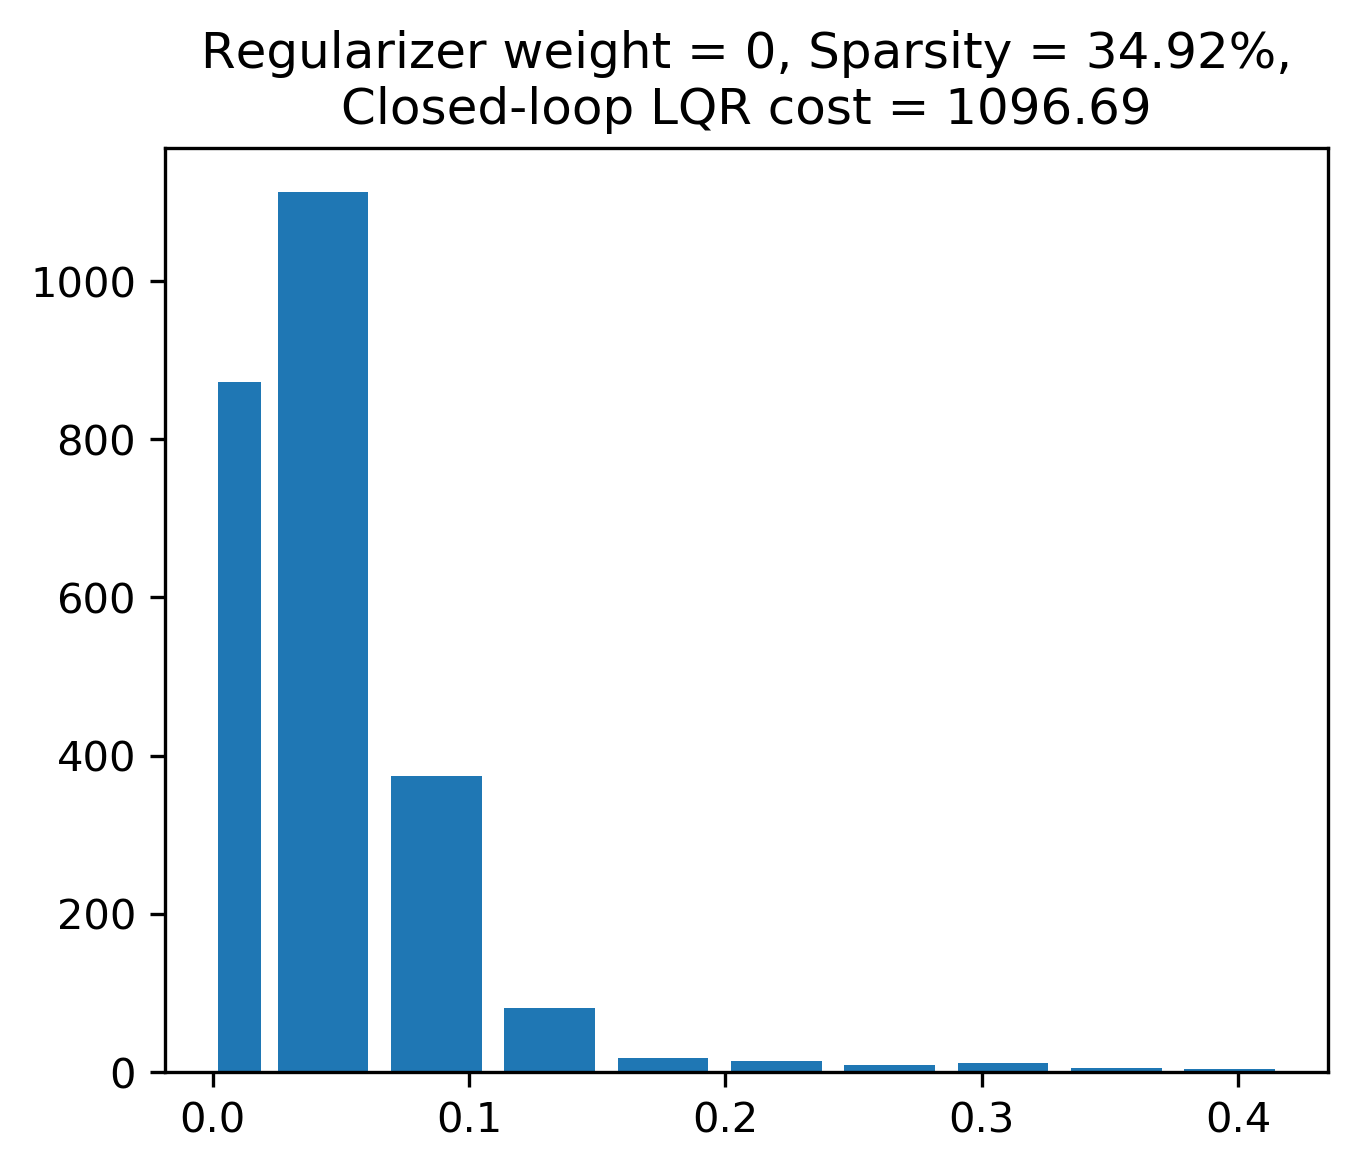 Regularizer weight = 0, Sparsity = 34.92%,
Closed-loop LQR cost = 1096.69
1000
800
600
400
200
0
0.0 0.1 0.2 0.3 0.4